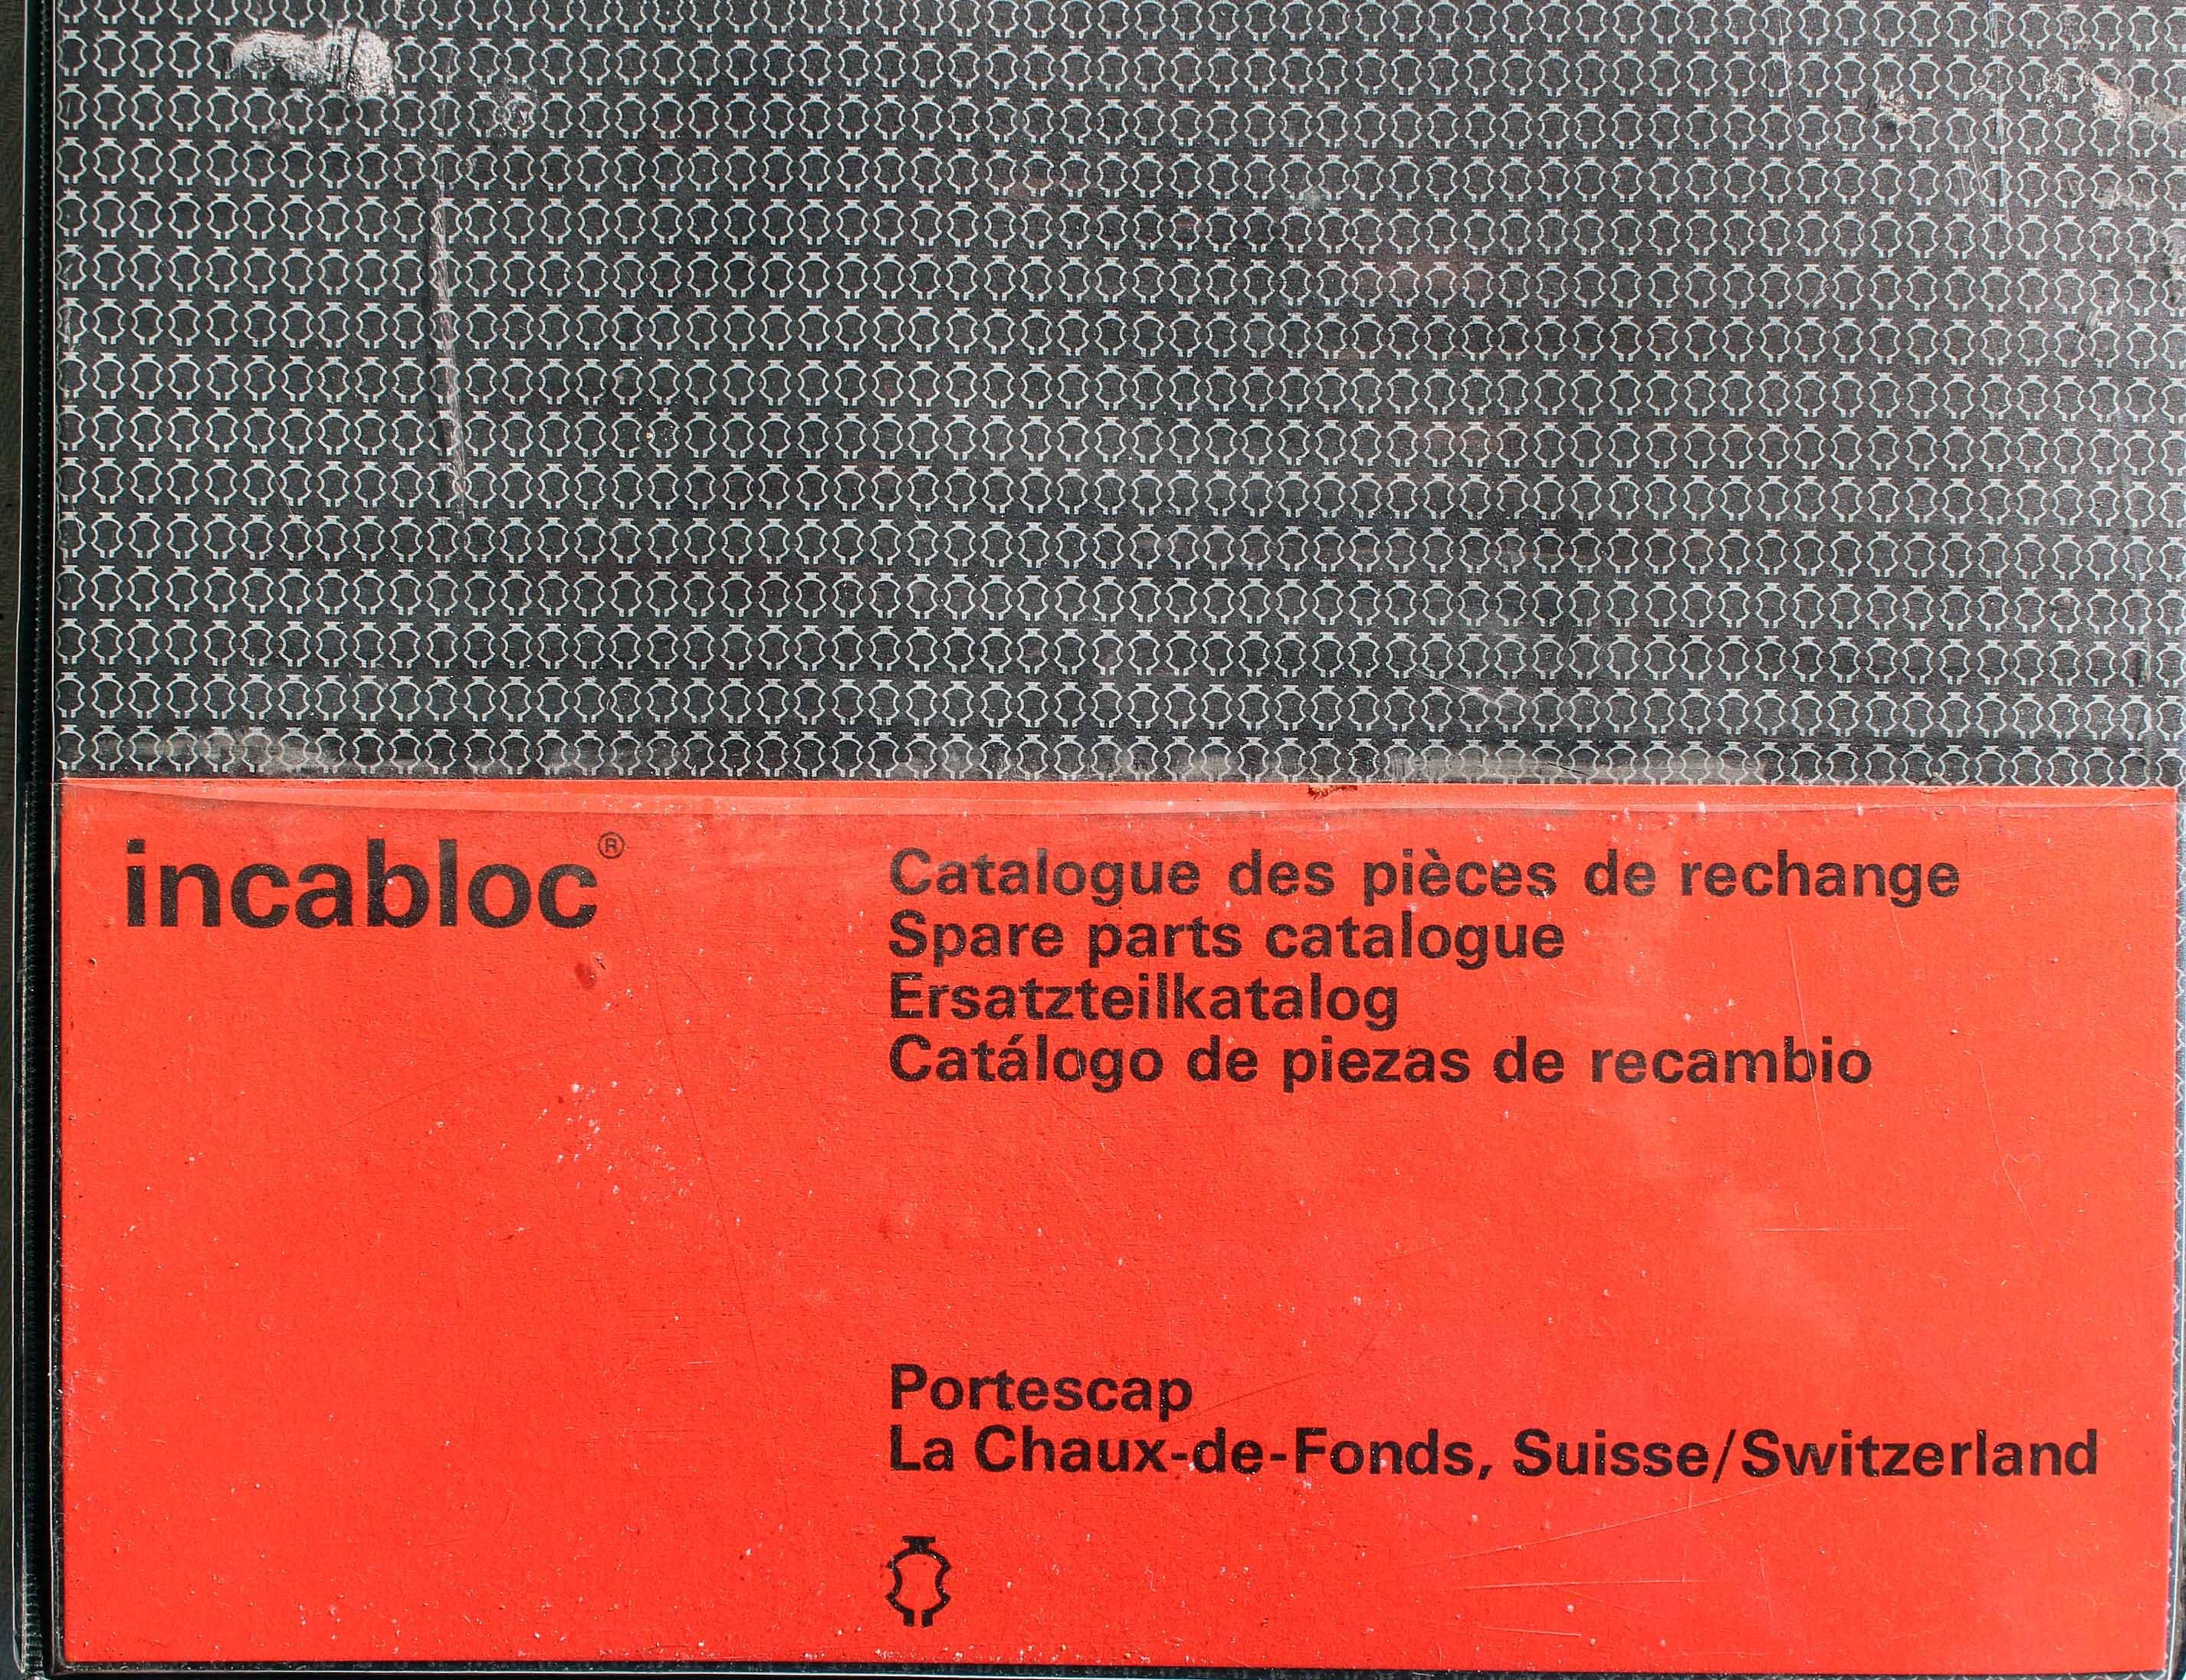 incabloc®
Catalogue des pièces de rechange
Spare parts catalogue
Ersatzteilkatalog
Catálogo de piezas de recambio
Portescap
La Chaux-de-Fonds, Suisse/Switzerland